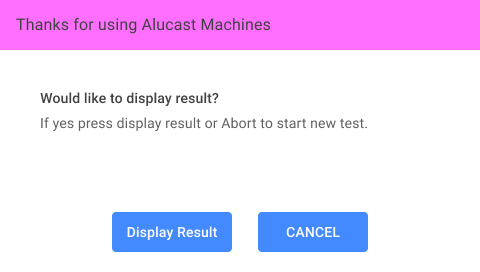 Thanks for using Alucast Machines
Would like to display result?
If yes press display result or Abort to start new test.
Display Result
CANCEL